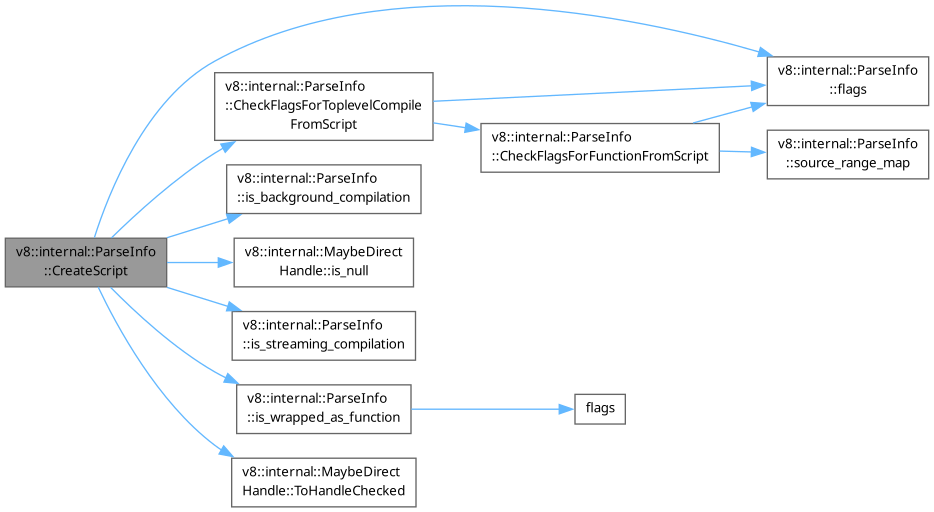 v8::internal::ParseInfo
::CreateScript
v8::internal::ParseInfo
::CheckFlagsForToplevelCompile
FromScript
v8::internal::ParseInfo
::is_background_compilation
v8::internal::MaybeDirect
Handle::is_null
v8::internal::ParseInfo
::is_streaming_compilation
v8::internal::ParseInfo
::is_wrapped_as_function
v8::internal::MaybeDirect
Handle::ToHandleChecked
v8::internal::ParseInfo
::CheckFlagsForFunctionFromScript
flags
v8::internal::ParseInfo
::flags
v8::internal::ParseInfo
::source_range_map